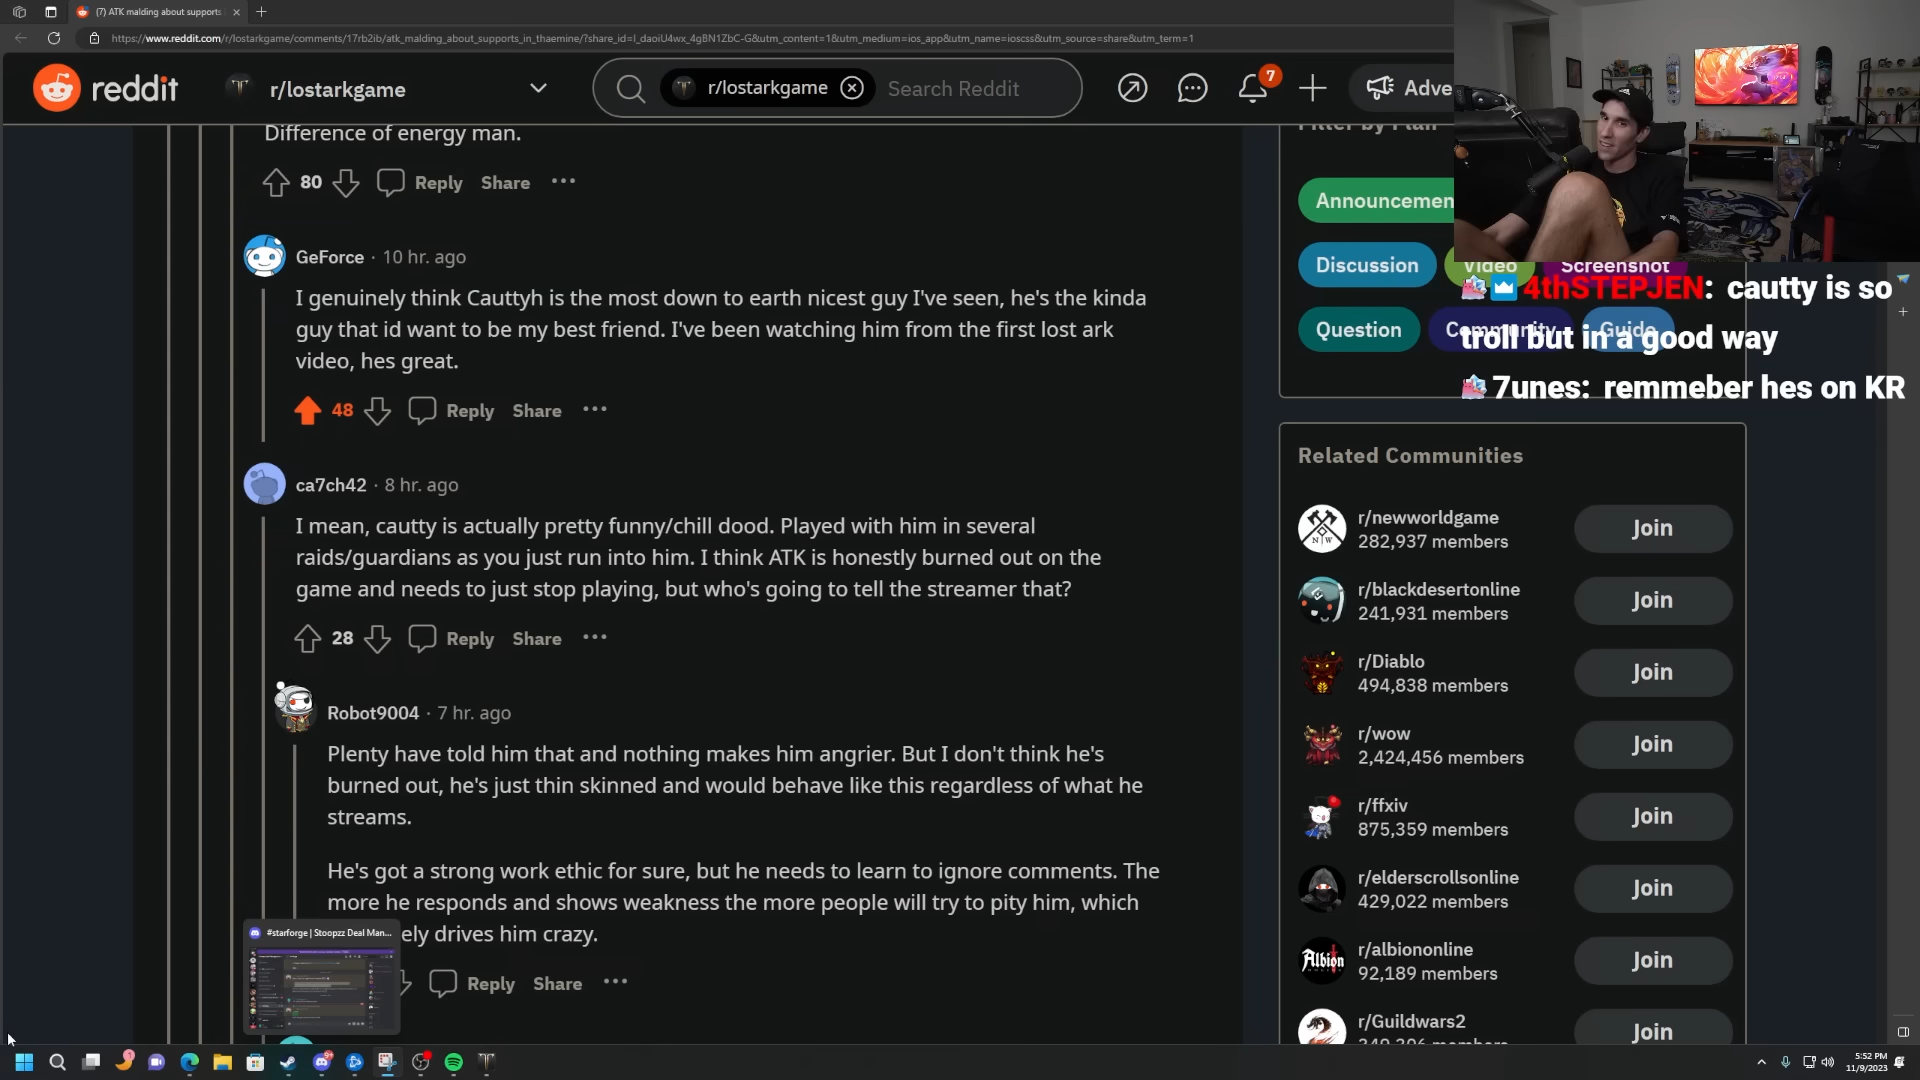 (7) ATK malding about supports
https://www.reddit.com/r/lostarkgame/comments/17rb2ib/atk_malding_about_supports_in_thaemine/?share_id=l_daoiU4wx_4gBN1ZbC-G&utm_content=1&utm_medium=ios_app&utm_name=ioscss&utm_source=share&utm_term=1
reddit
r/lostarkgame
r/lostarkgame
Search Reddit
7
Adve
Difference of energy man.
80 Reply Share
GeForce · 10 hr. ago
I genuinely think Cauttyh is the most down to earth nicest guy I've seen, he's the kinda
guy that id want to be my best friend. I've been watching him from the first lost ark
video, hes great.
48 Reply Share
ca7ch42 · 8 hr. ago
I mean, cautty is actually pretty funny/chill dood. Played with him in several
raids/guardians as you just run into him. I think ATK is honestly burned out on the
game and needs to just stop playing, but who's going to tell the streamer that?
28 Reply Share
Robot9004 · 7 hr. ago
Plenty have told him that and nothing makes him angrier. But I don't think he's
burned out, he's just thin skinned and would behave like this regardless of what he
streams.
He's got a strong work ethic for sure, but he needs to learn to ignore comments. The
more he responds and shows weakness the more people will try to pity him, which
ely drives him crazy.
Reply Share
#starforge | Stoopzz Deal Man...
Filter by Flair
Announcemen
Discussion Video Screenshot
Question Community Guide
4thSTEPJEN: cautty is so
troll but in a good way
7unes: remmeber hes on KR
Related Communities
r/newworldgame
282,937 members
Join
r/blackdesertonline
241,931 members
Join
r/Diablo
494,838 members
Join
r/wow
2,424,456 members
Join
r/ffxiv
875,359 members
Join
r/elderscrollsonline
429,022 members
Join
Albion
r/albiononline
92,189 members
Join
r/Guildwars2
Join
5:52 PM
11/9/2023